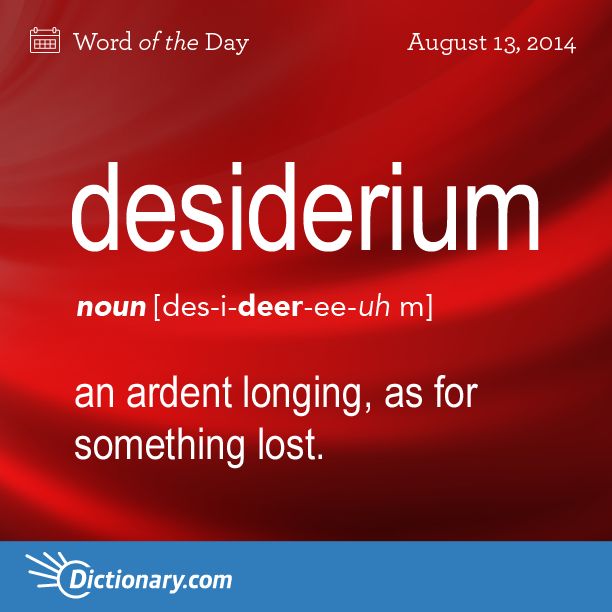 Word of the Day
August 13, 2014
desiderium
noun [des-i-deer-ee-uh m]
an ardent longing, as for
something lost.
Dictionary.com